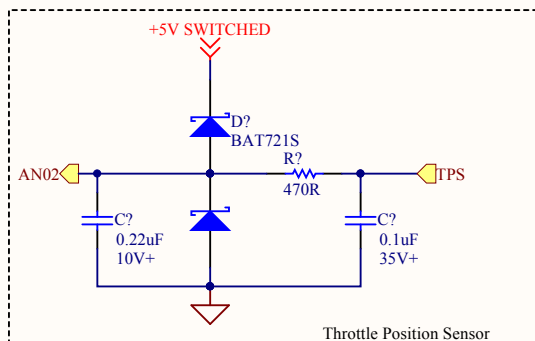 +5V SWITCHED
D?
BAT721S
R?
AN02
TPS
470R
C?
0.22uF
10V+
C?
0.1uF
35V+
Throttle Position Sensor